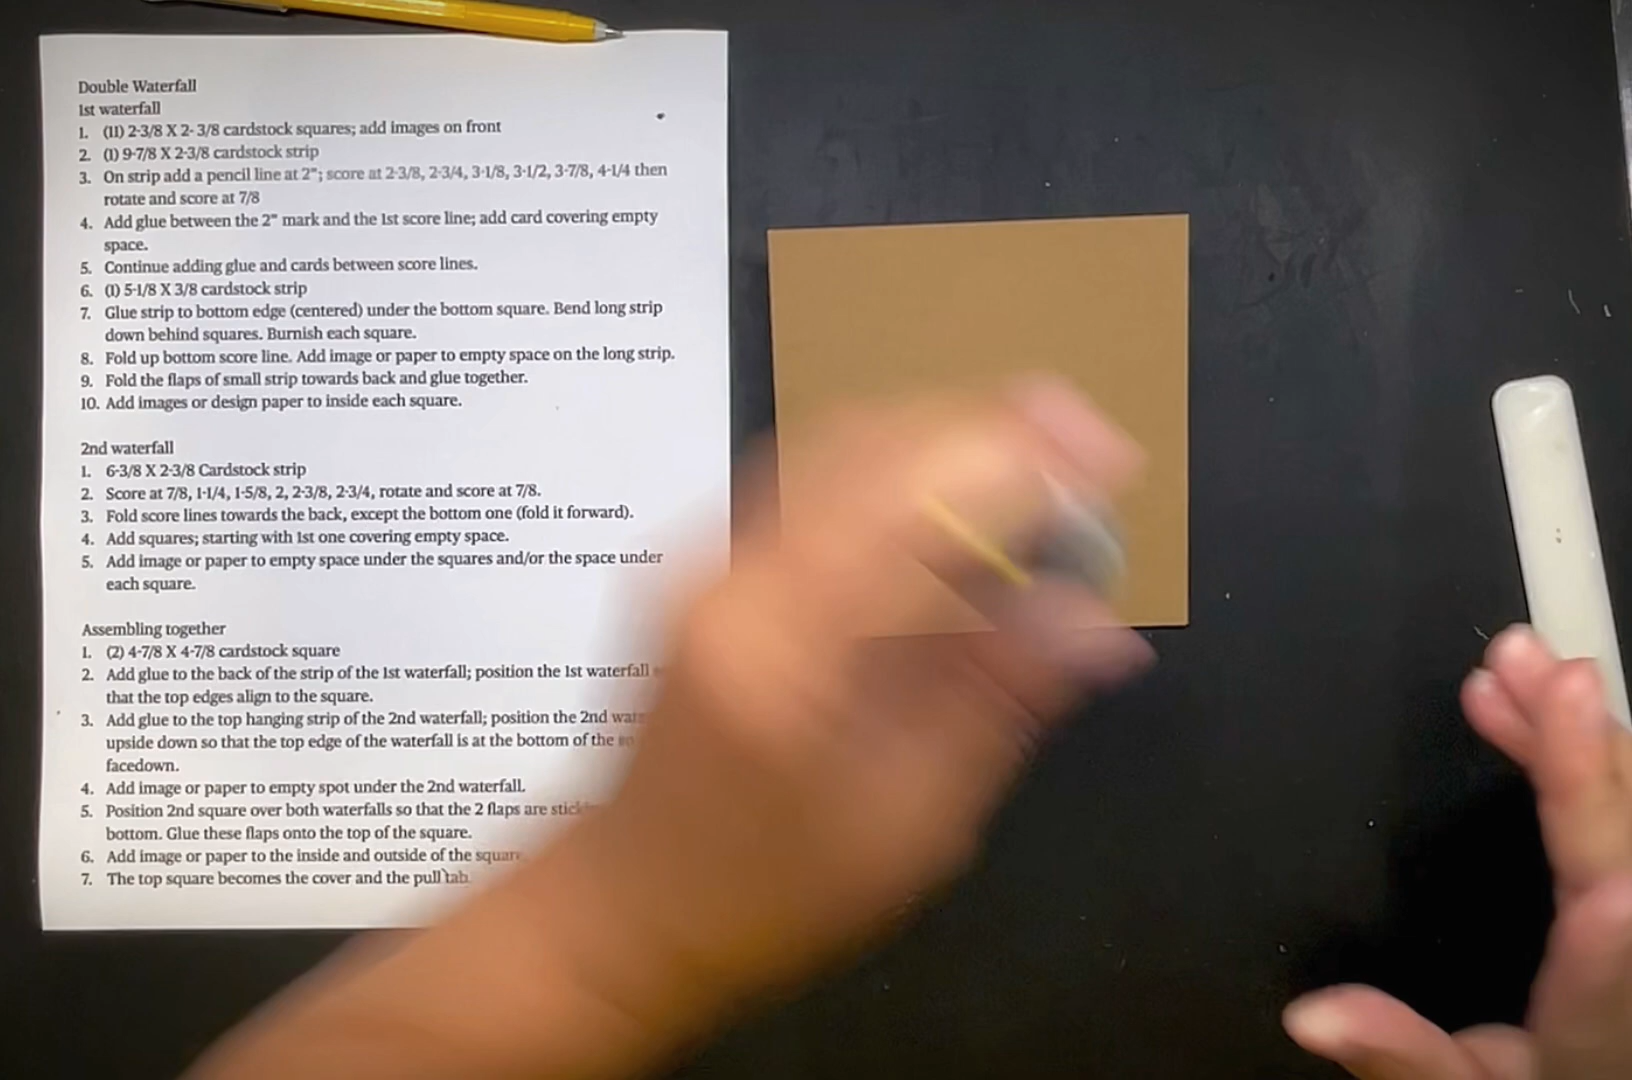 Double Waterfall
1st waterfall
1. (11) 2-3/8 X 2- 3/8 cardstock squares; add images on front
2. (1) 9-7/8 X 2-3/8 cardstock strip
3. On strip add a pencil line at 2"; score at 2-3/8, 2-3/4, 3-1/8, 3-1/2, 3-7/8, 4-1/4 then
rotate and score at 7/8
4. Add glue between the 2" mark and the 1st score line; add card covering empty
space.
5. Continue adding glue and cards between score lines.
6. (1) 5-1/8 X 3/8 cardstock strip
7. Glue strip to bottom edge (centered) under the bottom square. Bend long strip
down behind squares. Burnish each square.
8. Fold up bottom score line. Add image or paper to empty space on the long strip.
9. Fold the flaps of small strip towards back and glue together.
10. Add images or design paper to inside each square.
2nd waterfall
1. 6-3/8 X 2-3/8 Cardstock strip
2. Score at 7/8, 1-1/4, 1-5/8, 2, 2-3/8, 2-3/4, rotate and score at 7/8.
3. Fold score lines towards the back, except the bottom one (fold it forward).
4. Add squares; starting with 1st one covering empty space.
5. Add image or paper to empty space under the squares and/or the space under
each square.
Assembling together
1. (2) 4-7/8 X 4-7/8 cardstock square
2. Add glue to the back of the strip of the 1st waterfall; position the 1st waterfall
that the top edges align to the square.
3. Add glue to the top hanging strip of the 2nd waterfall; position the 2nd
upside down so that the top edge of the waterfall is at the bottom of the
facedown.
4. Add image or paper to empty spot under the 2nd waterfall.
5. Position 2nd square over both waterfalls so that the 2 flaps are
bottom. Glue these flaps onto the top of the square.
6. Add image or paper to the inside and outside of the
7. The top square becomes the cover and the pull tab.